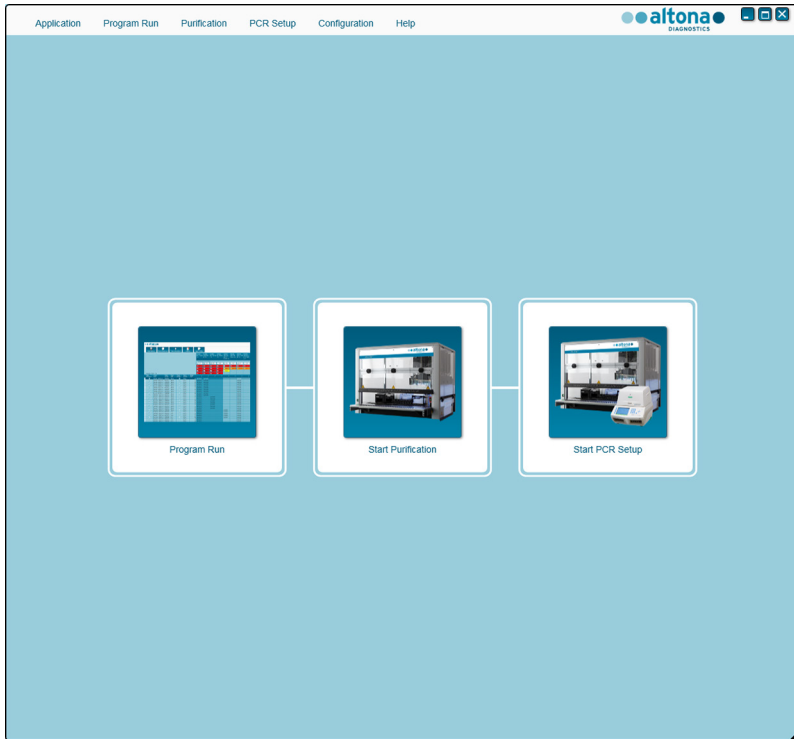 Application Program Run Purification PCR Setup Configuration Help
altona
DIAGNOSTICS
Program Run Start Purification Start PCR Setup